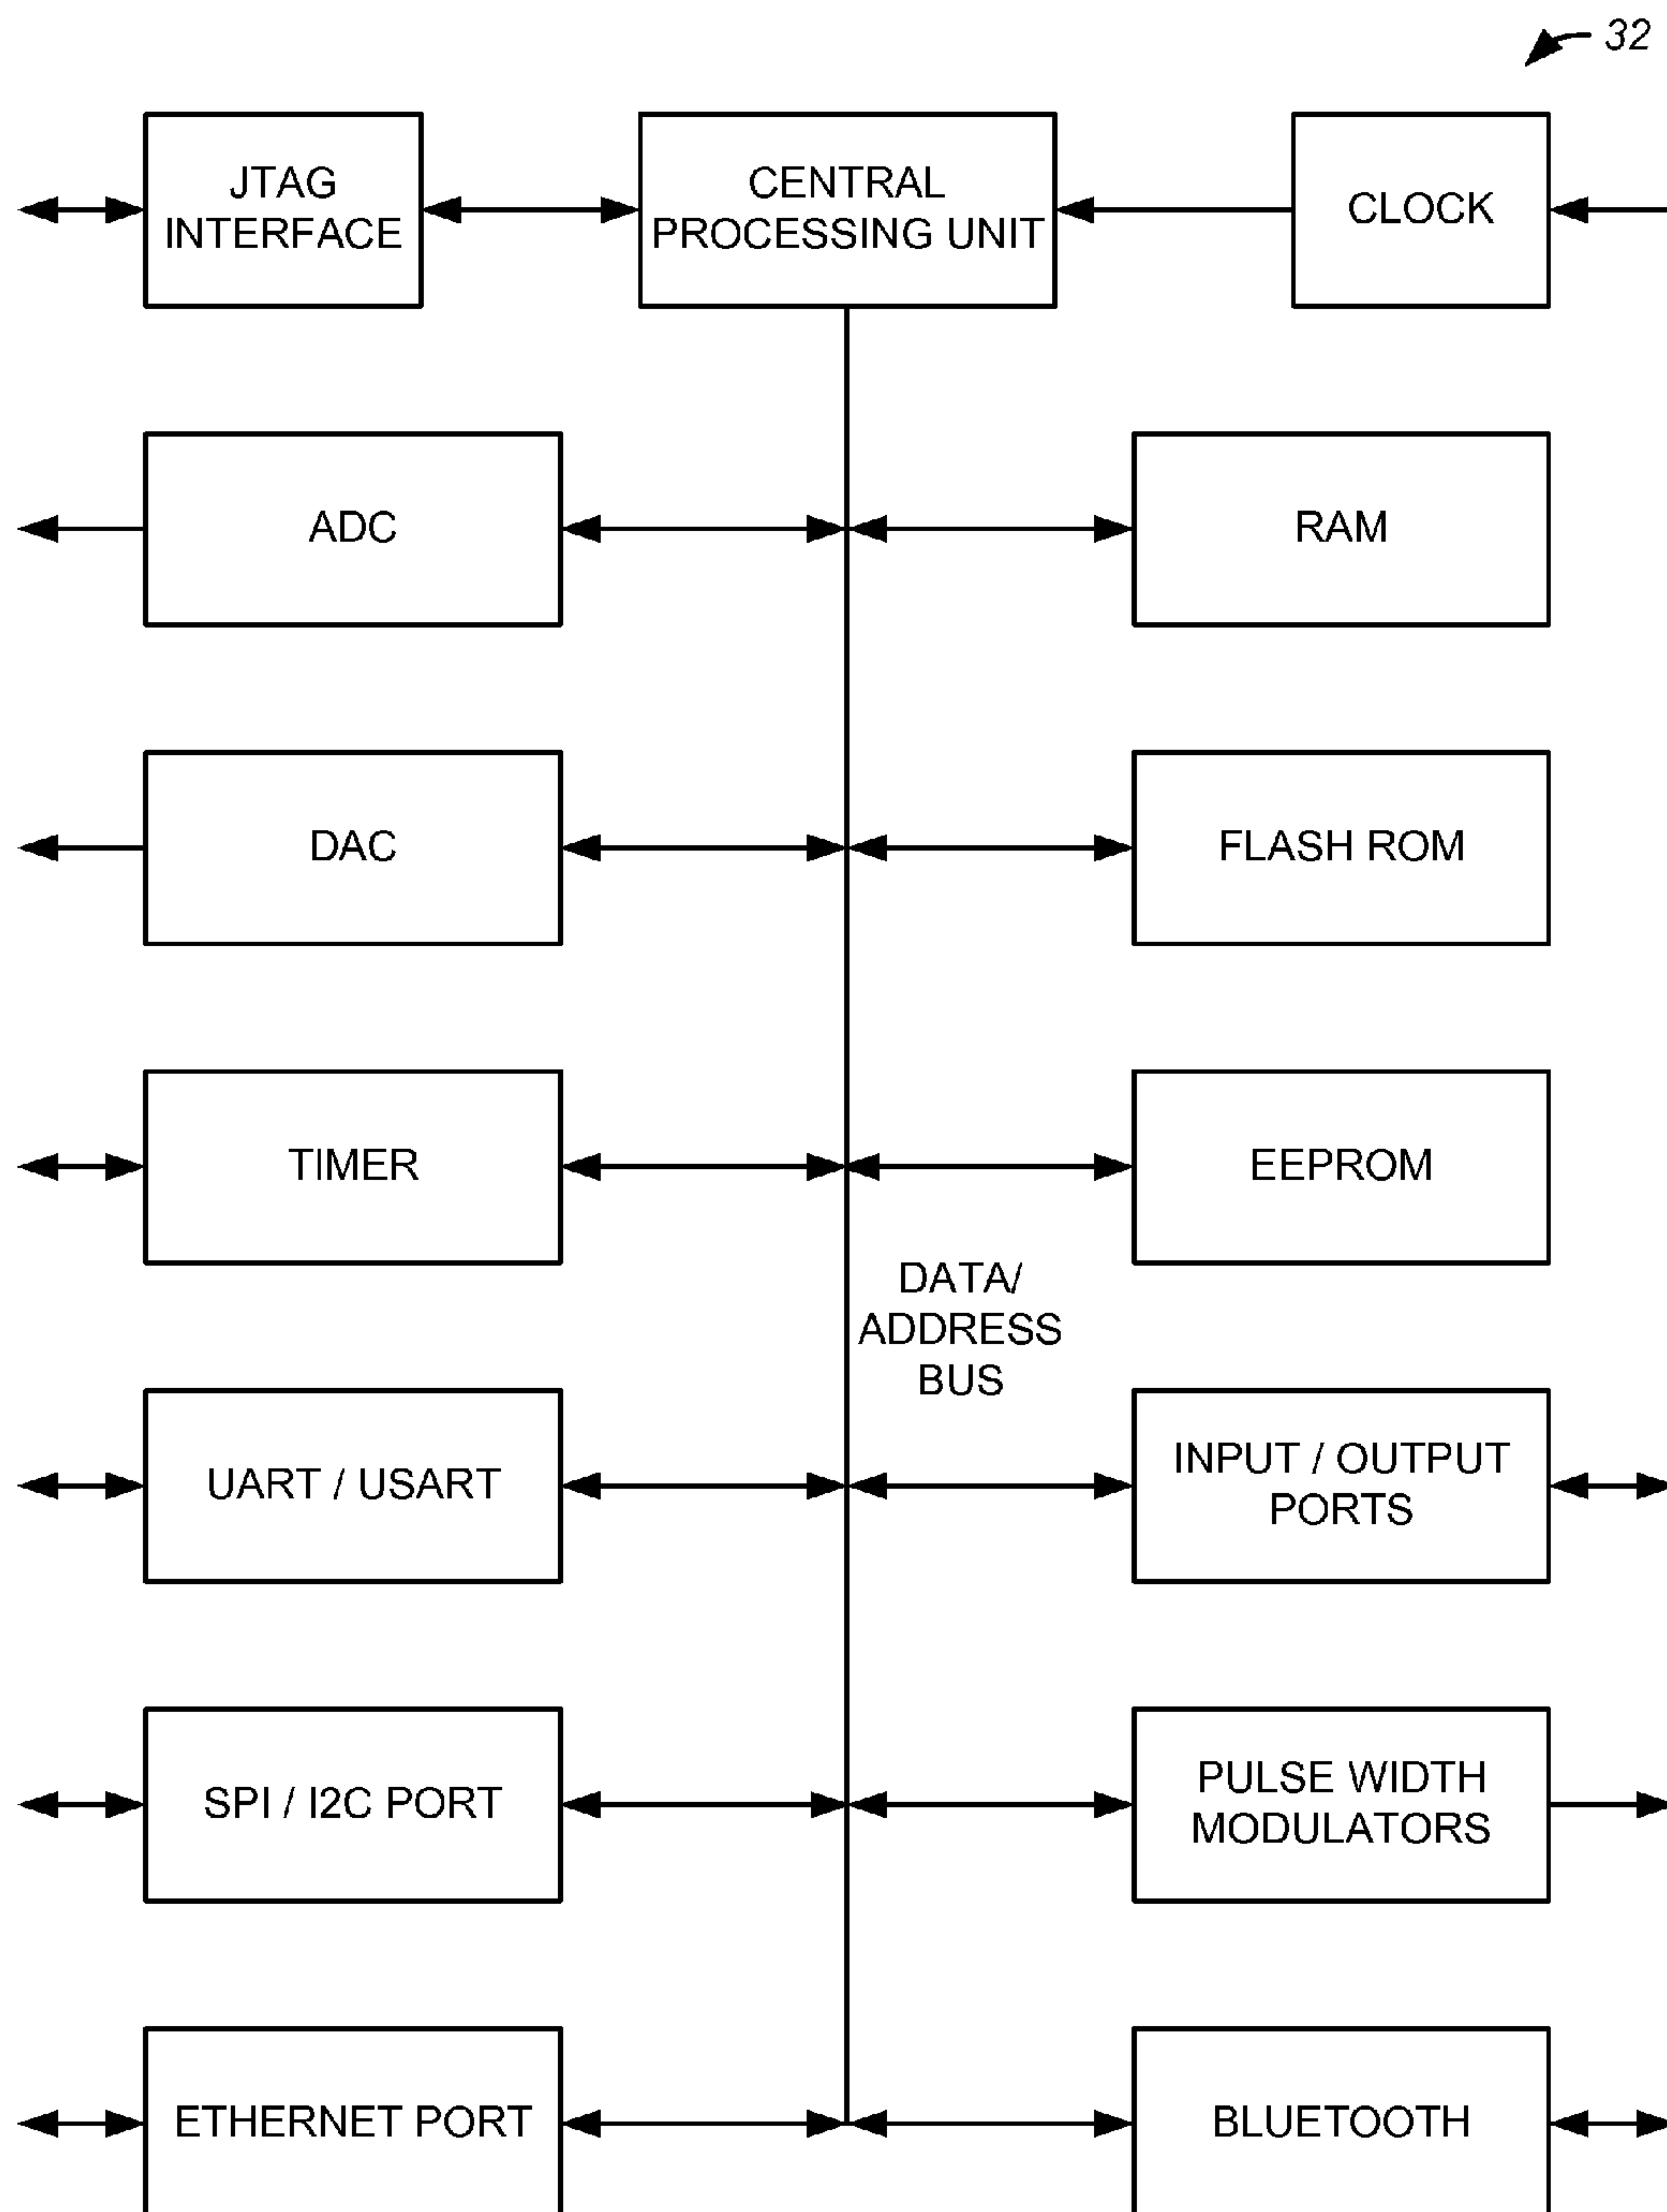 32
JTAG
INTERFACE
CENTRAL
PROCESSING UNIT
CLOCK
ADC
RAM
DAC
FLASH ROM
TIMER
EEPROM
DATA/
ADDRESS
BUS
UART / USART
INPUT / OUTPUT
PORTS
SPI / I2C PORT
PULSE WIDTH
MODULATORS
ETHERNET PORT
BLUETOOTH